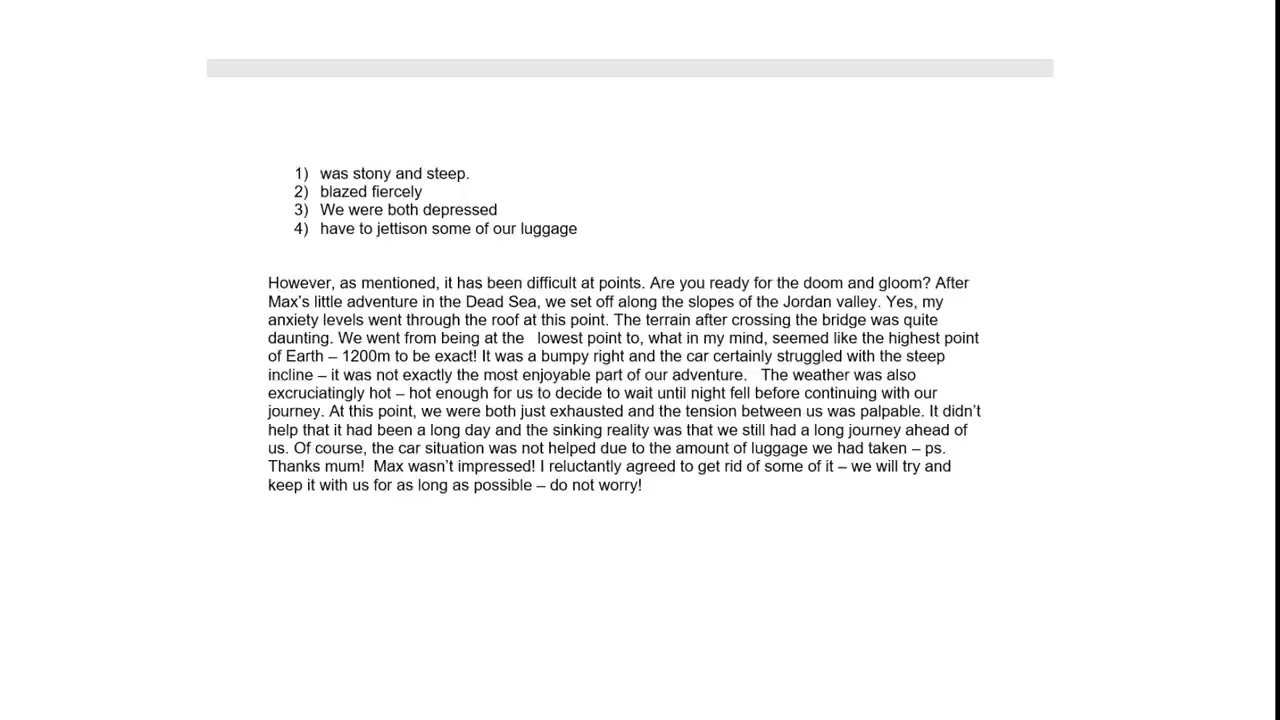 1) was stony and steep.
2) blazed fiercely
3) We were both depressed
4) have to jettison some of our luggage
However, as mentioned, it has been difficult at points. Are you ready for the doom and gloom? After
Max's little adventure in the Dead Sea, we set off along the slopes of the Jordan valley. Yes, my
anxiety levels went through the roof at this point. The terrain after crossing the bridge was quite
daunting. We went from being at the lowest point to, what in my mind, seemed like the highest point
of Earth – 1200m to be exact! It was a bumpy right and the car certainly struggled with the steep
incline – it was not exactly the most enjoyable part of our adventure. The weather was also
excruciatingly hot – hot enough for us to decide to wait until night fell before continuing with our
journey. At this point, we were both just exhausted and the tension between us was palpable. It didn't
help that it had been a long day and the sinking reality was that we still had a long journey ahead of
us. Of course, the car situation was not helped due to the amount of luggage we had taken – ps.
Thanks mum! Max wasn't impressed! I reluctantly agreed to get rid of some of it – we will try and
keep it with us for as long as possible – do not worry!